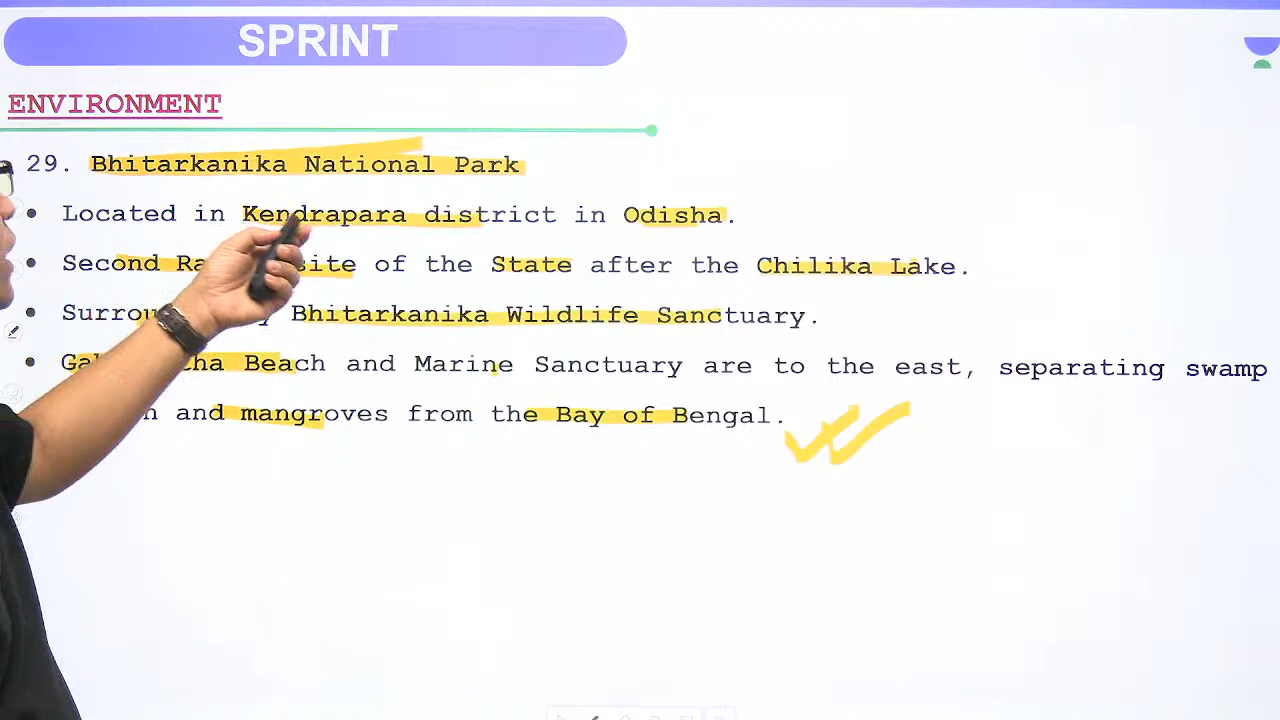 SPRINT
ENVIRONMENT
29. Bhitarkanika National Park
• Located in Kendrapara district in Odisha.
• Second site of the State after the Chilika Lake.
• Bhitarkanika Wildlife Sanctuary.
• Beach and Marine Sanctuary are to the east, separating swamp
and mangroves from the Bay of Bengal.